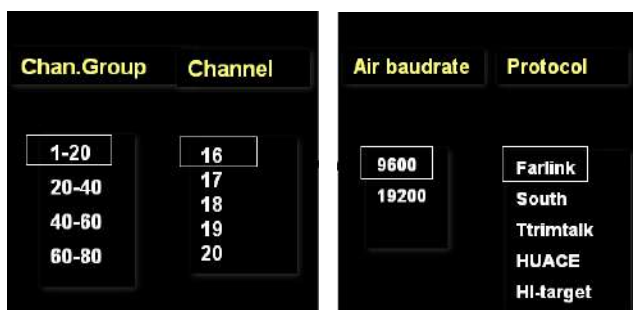 Chan.Group Channel
1-20
20-40
40-60
60-80
16
17
18
19
20
Air baudrate Protocol
9600
19200
Farlink
South
Ttrimtalk
HUACE
HI-target